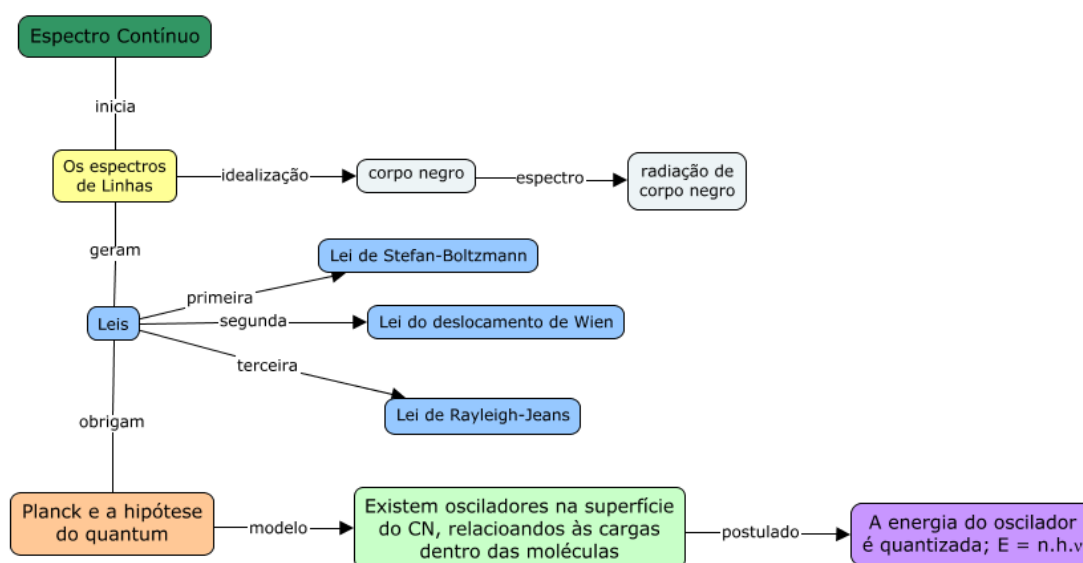 Espectro Contínuo
inicia
Os espectros
de Linhas
idealização
corpo negro
espectro
radiação de
corpo negro
geram
Lei de Stefan-Boltzmann
primeira
Leis
segunda
Lei do deslocamento de Wien
terceira
Lei de Rayleigh-Jeans
obrigam
Planck e a hipótese
do quantum
modelo
Existem osciladores na superfície
do CN, relacioandos às cargas
dentro das moléculas
postulado
A energia do oscilador
é quantizada; E = n.h.ν